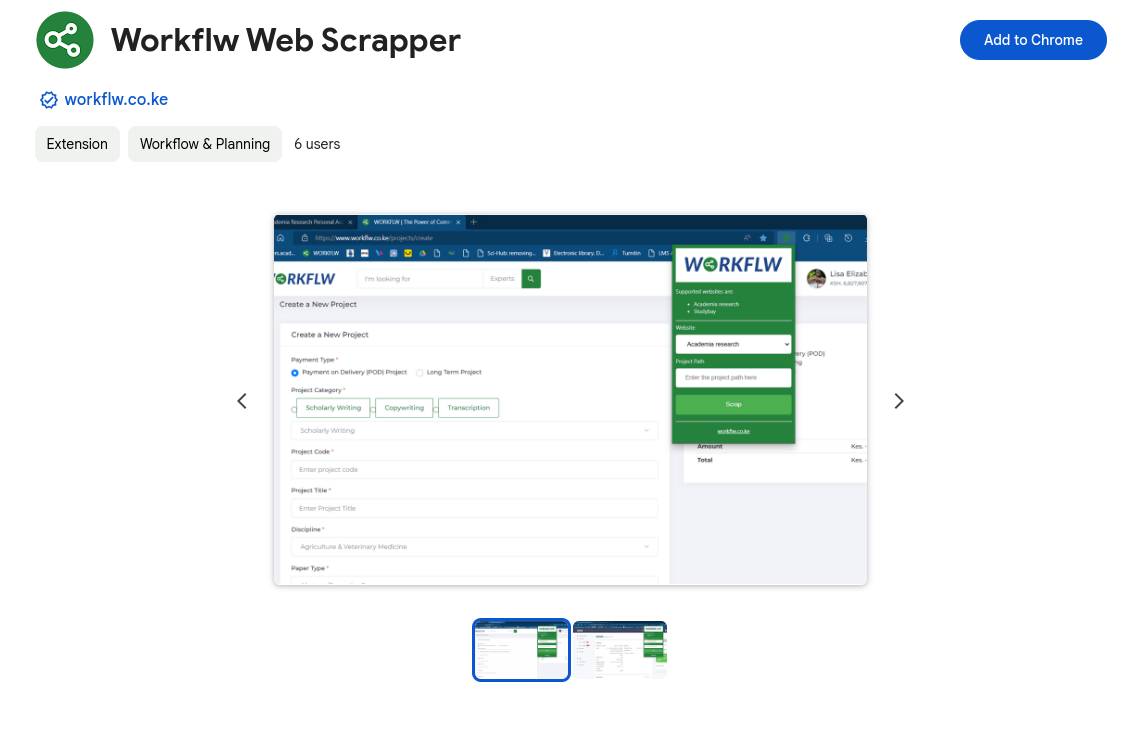 Workflw Web Scrapper
Add to Chrome
workflw.co.ke
Extension
Workflow & Planning
6 users
WORKFLW | The Power of
https://www.workflw.co.ke/projects/create
WORKFLW
Sci-Hub removing...
Electronic library. D...
Turnitin
WORKFLW
I'm looking for
Experts
Lisa Elizab
Create a New Project
Create a New Project
Payment Type *
Payment on Delivery (POD) Project
Long Term Project
Project Category *
Scholarly Writing
Copywriting
Transcription
Scholarly Writing
Project Code *
Enter project code
Project Title *
Enter Project Title
Discipline *
Agriculture & Veterinary Medicine
Paper Type *
WORKFLW
Supported websites are:
Academia research
Studybay
Website
Academia research
Project Path
Enter the project path here
Scrap
workflw.co.ke
ery (POD)
Amount
Kes. -
Total
Kes. -